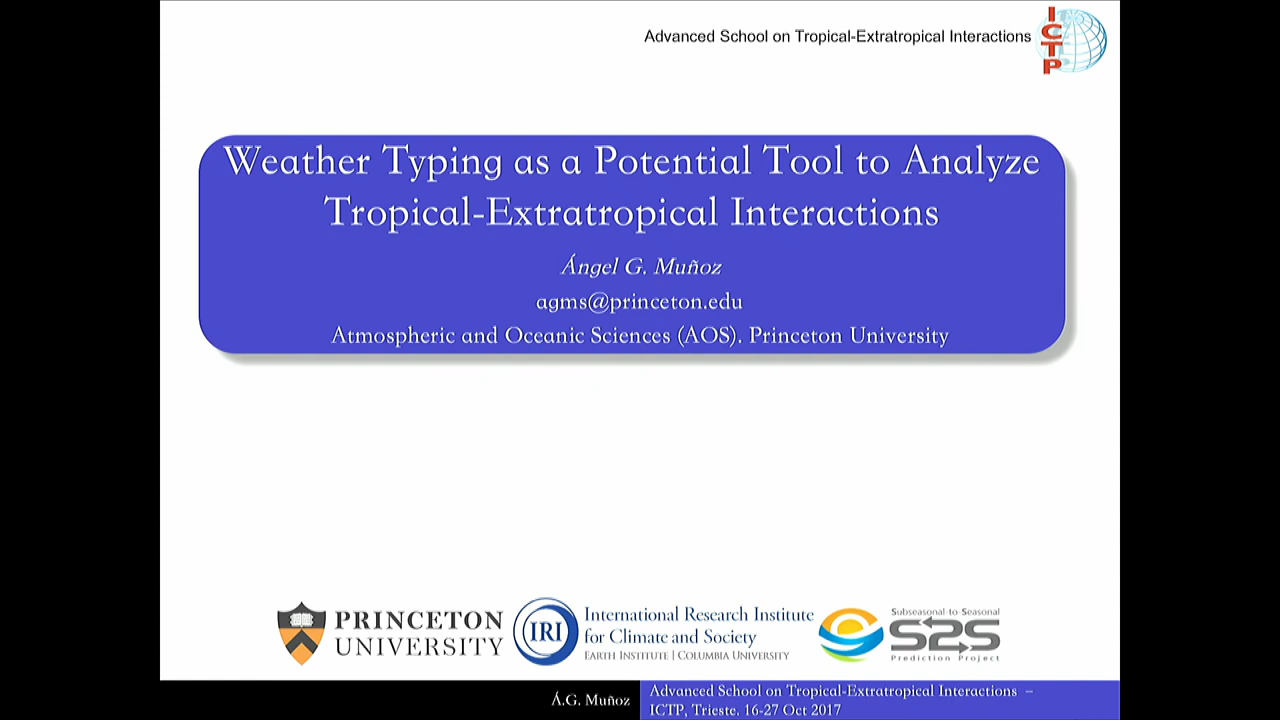 Advanced School on Tropical-Extratropical Interactions
ICTP
Weather Typing as a Potential Tool to Analyze
Tropical-Extratropical Interactions
Ángel G. Muñoz
agms@princeton.edu
Atmospheric and Oceanic Sciences (AOS). Princeton University
PRINCETON
UNIVERSITY
IRI
International Research Institute
for Climate and Society
EARTH INSTITUTE | COLUMBIA UNIVERSITY
Subseasonal to Seasonal
S2S
Prediction Project
Á.G. Muñoz
Advanced School on Tropical-Extratropical Interactions –
ICTP, Trieste. 16-27 Oct 2017